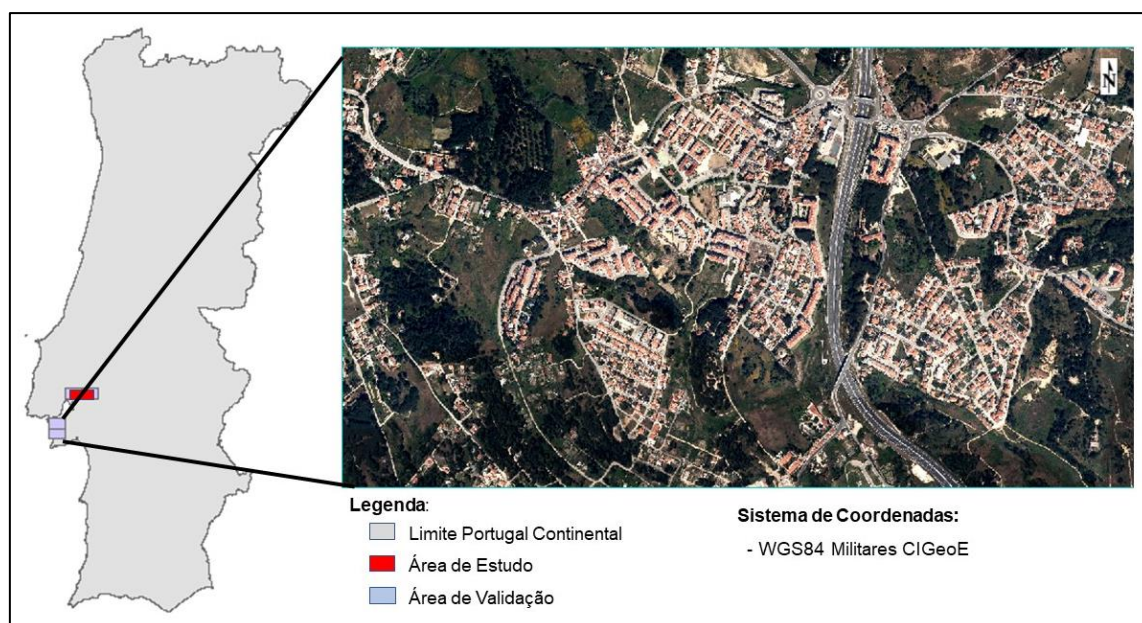 N
Legenda:
Limite Portugal Continental
Área de Estudo
Área de Validação
Sistema de Coordenadas:
- WGS84 Militares CIGeoE